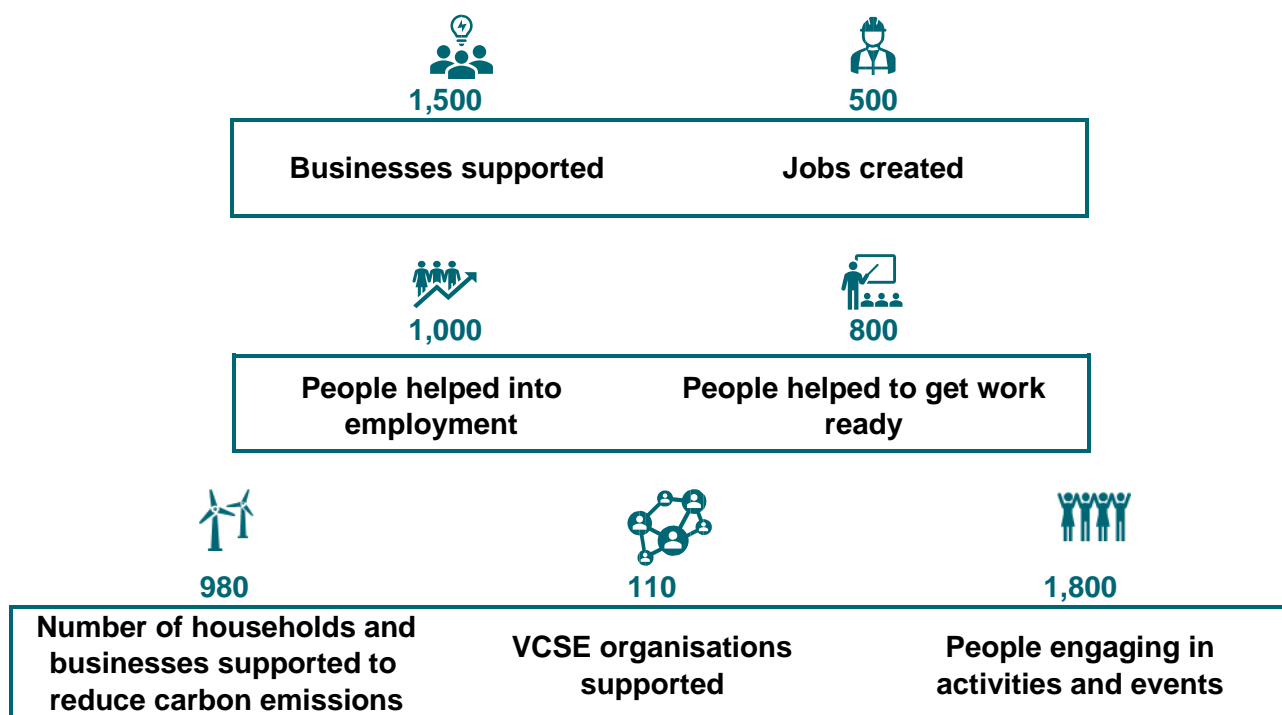 1,500
500
Businesses supported
Jobs created
1,000
800
People helped into
employment
People helped to get work
ready
980
110
1,800
Number of households and
businesses supported to
reduce carbon emissions
VCSE organisations
supported
People engaging in
activities and events